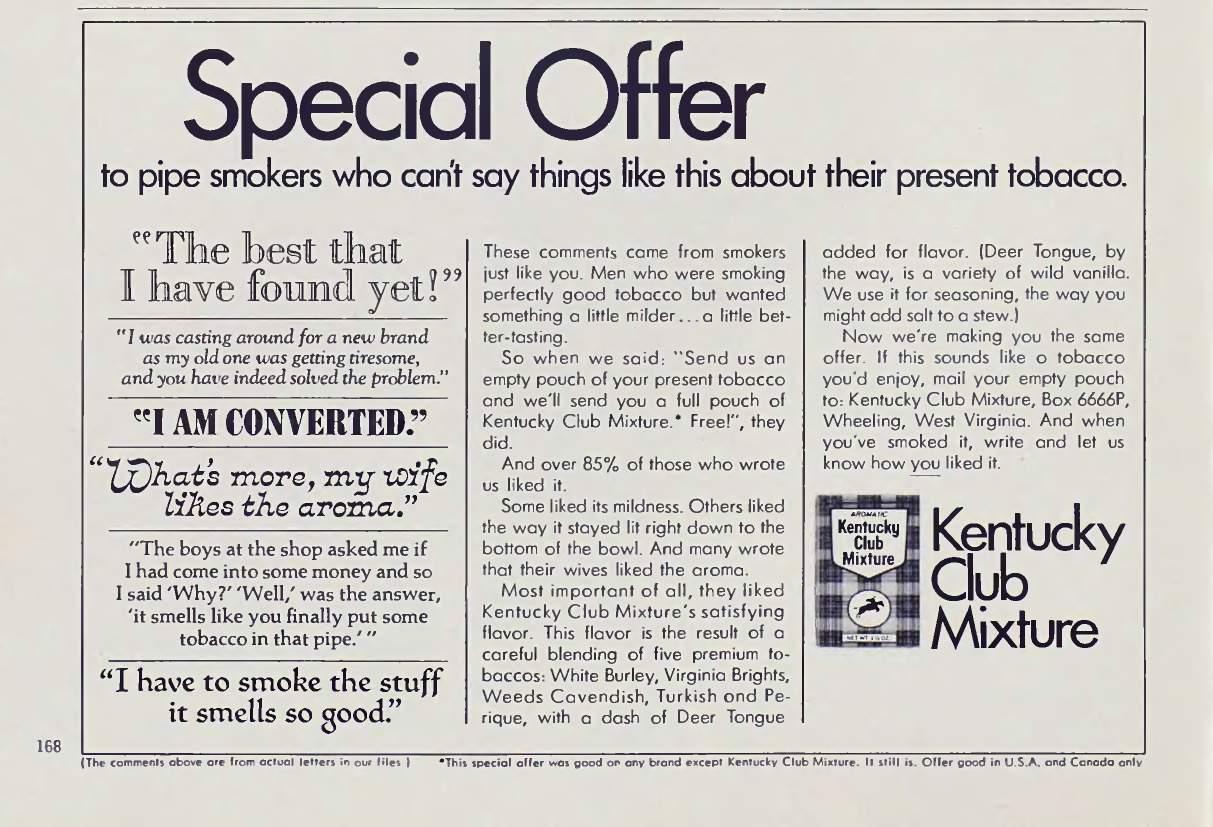 Special Offer
to pipe smokers who can't say things like this about their present tobacco.
"The best that
I have found yet!"
"I was casting around for a new brand
as my old one was getting tiresome,
and you have indeed solved the problem."
"I AM CONVERTED."
"What's more, my wife
likes the aroma."
"The boys at the shop asked me if
I had come into some money and so
I said 'Why?' 'Well,' was the answer,
'it smells like you finally put some
tobacco in that pipe.' "
"I have to smoke the stuff
it smells so good."
These comments came from smokers
just like you. Men who were smoking
perfectly good tobacco but wanted
something a little milder...a little bet-
ter-tasting.
So when we said: "Send us an
empty pouch of your present tobacco
and we'll send you a full pouch of
Kentucky Club Mixture.* Free!", they
did.
And over 85% of those who wrote
us liked it.
Some liked its mildness. Others liked
the way it stayed lit right down to the
bottom of the bowl. And many wrote
that their wives liked the aroma.
Most important of all, they liked
Kentucky Club Mixture's satisfying
flavor. This flavor is the result of a
careful blending of five premium to-
baccos: White Burley, Virginia Brights,
Weeds Cavendish, Turkish and Pe-
rique, with a dash of Deer Tongue
added for flavor. (Deer Tongue, by
the way, is a variety of wild vanilla.
We use it for seasoning, the way you
might add salt to a stew.)
Now we're making you the same
offer. If this sounds like a tobacco
you'd enjoy, mail your empty pouch
to: Kentucky Club Mixture, Box 6666P,
Wheeling, West Virginia. And when
you've smoked it, write and let us
know how you liked it.
AROMATIC
Kentucky
Club
Mixture
NET WT
Kentucky
Club
Mixture
168
(The comments above are from actual letters in our files.)
*This special offer was good on any brand except Kentucky Club Mixture. It still is. Offer good in U.S.A. and Canada only